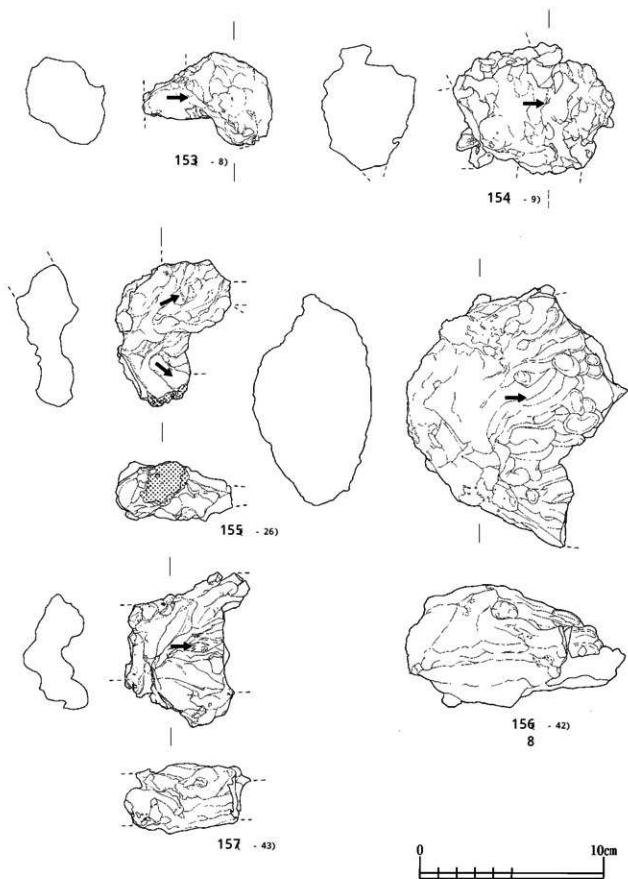 153( - 8)
154( - 9)
155( - 26)
156( - 42)
8
157( - 43)
0 10cm